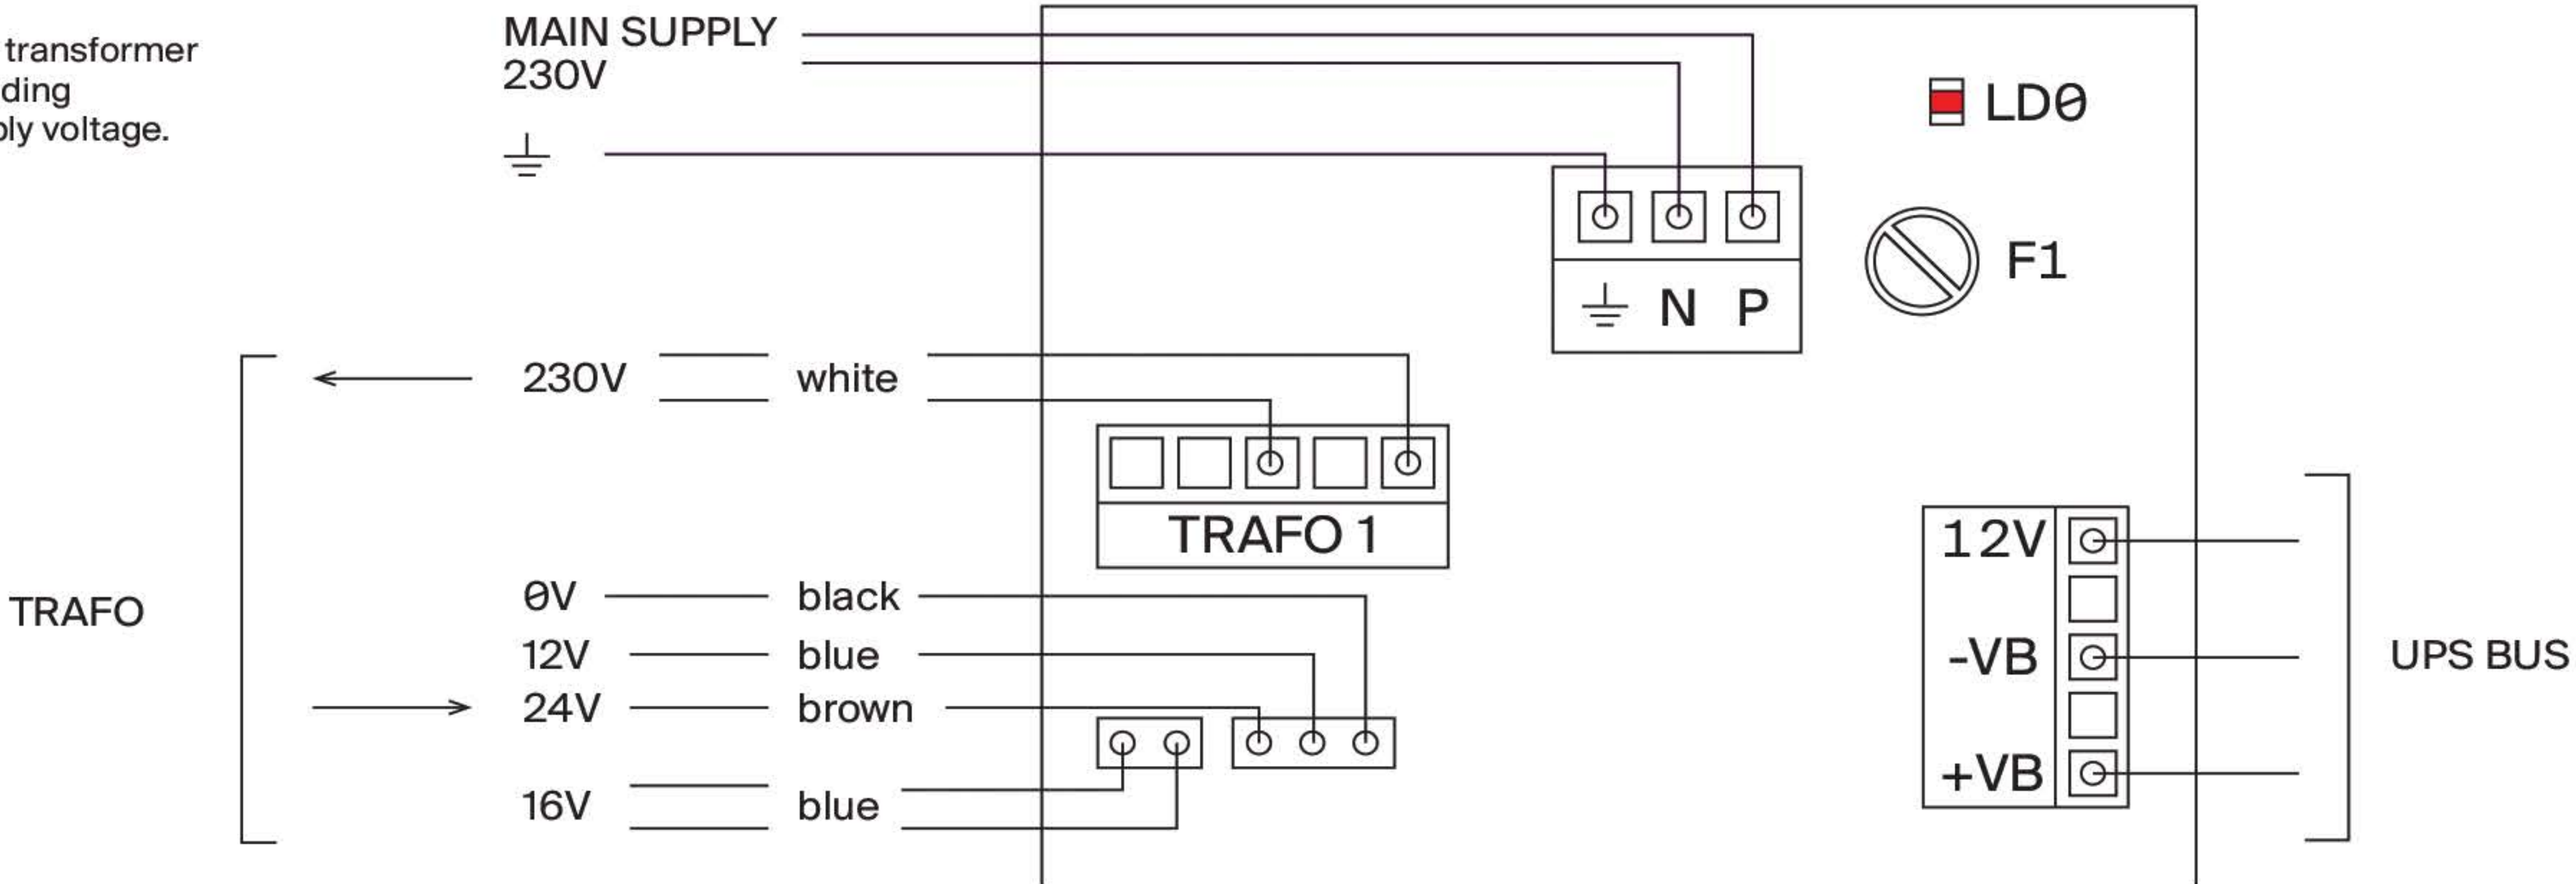 transformer
ding
ly voltage.
MAIN SUPPLY
230V
LD0
F1
N P
230V white
TRAFO 1
TRAFO
0V black
12V blue
24V brown
16V blue
12V
-VB
+VB
UPS BUS